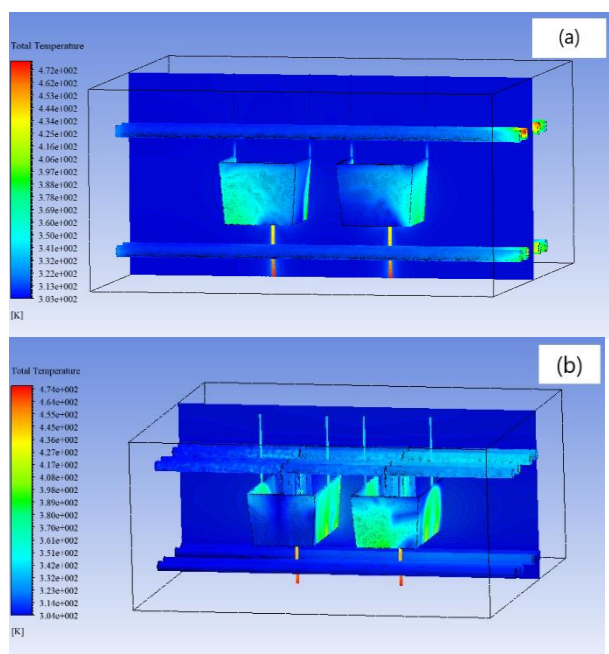 (a)
Total Temperature
4.72e+002
4.62e+002
4.53e+002
4.44e+002
4.34e+002
4.25e+002
4.16e+002
4.06e+002
3.97e+002
3.88e+002
3.78e+002
3.69e+002
3.60e+002
3.50e+002
3.41e+002
3.32e+002
3.22e+002
3.13e+002
3.03e+002
[K]
(b)
Total Temperature
4.74e+002
4.64e+002
4.55e+002
4.46e+002
4.36e+002
4.27e+002
4.17e+002
4.08e+002
3.98e+002
3.89e+002
3.80e+002
3.70e+002
3.61e+002
3.51e+002
3.42e+002
3.32e+002
3.23e+002
3.14e+002
3.04e+002
[K]